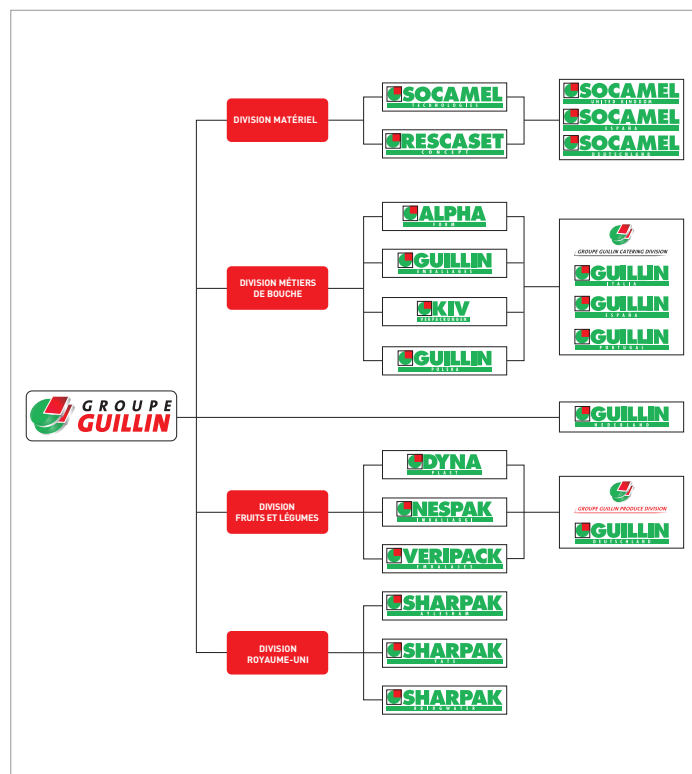 GROUPE
GUILLIN
DIVISION MATÉRIEL
SOCAMEL
TECHNOLOGIES
RESCASET
CONCEPT
SOCAMEL
UNITED KINGDOM
SOCAMEL
ESPAÑA
SOCAMEL
DEUTSCHLAND
DIVISION MÉTIERS
DE BOUCHE
ALPHA
FORM
GUILLIN
EMBALLAGES
KIV
VERPACKUNGEN
GUILLIN
POLSKA
GROUPE GUILLIN CATERING DIVISION
GUILLIN
ITALIA
GUILLIN
ESPAÑA
GUILLIN
PORTUGAL
GUILLIN
NEDERLAND
DIVISION
FRUITS ET LÉGUMES
DYNA
PLAST
NESPAK
IMBALLAGGI
VERIPACK
EMBALAJES
GROUPE GUILLIN PRODUCE DIVISION
GUILLIN
DEUTSCHLAND
DIVISION
ROYAUME-UNI
SHARPAK
AYLESHAM
SHARPAK
YATE
SHARPAK
BRIDGWATER